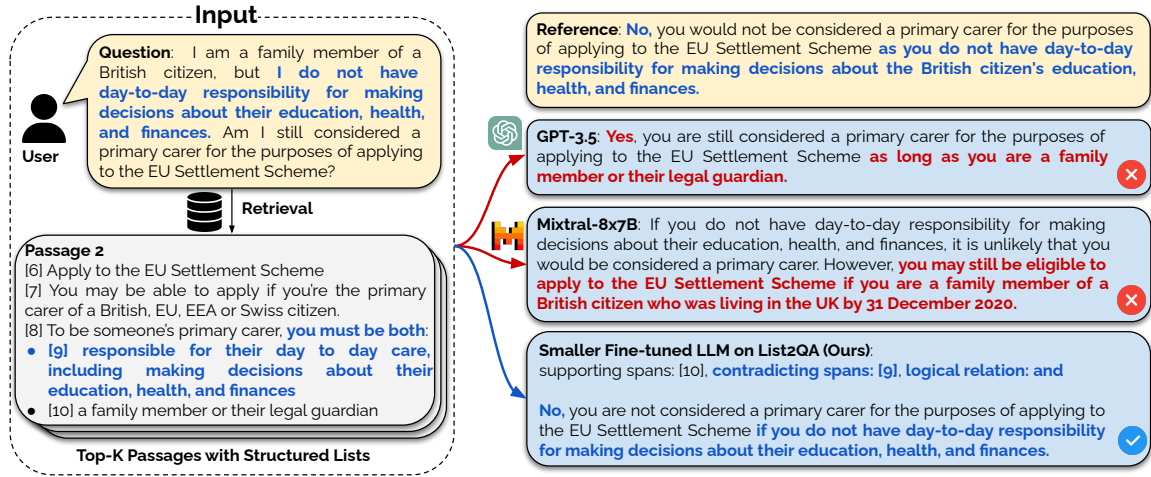 Input
Question: I am a family member of a
British citizen, but I do not have
day-to-day responsibility for making
decisions about their education, health,
and finances. Am I still considered a
primary carer for the purposes of applying
to the EU Settlement Scheme?
User
Retrieval
Passage 2
[6] Apply to the EU Settlement Scheme
[7] You may be able to apply if you're the primary
carer of a British, EU, EEA or Swiss citizen.
[8] To be someone's primary carer, you must be both:
● [9] responsible for their day to day care,
including making decisions about their
education, health, and finances
● [10] a family member or their legal guardian
Top-K Passages with Structured Lists
Reference: No, you would not be considered a primary carer for the purposes
of applying to the EU Settlement Scheme as you do not have day-to-day
responsibility for making decisions about the British citizen's education,
health, and finances.
GPT-3.5: Yes, you are still considered a primary carer for the purposes of
applying to the EU Settlement Scheme as long as you are a family
member or their legal guardian.
Mixtral-8x7B: If you do not have day-to-day responsibility for making
decisions about their education, health, and finances, it is unlikely that you
would be considered a primary carer. However, you may still be eligible to
apply to the EU Settlement Scheme if you are a family member of a
British citizen who was living in the UK by 31 December 2020.
Smaller Fine-tuned LLM on List2QA (Ours):
supporting spans: [10], contradicting spans: [9], logical relation: and
No, you are not considered a primary carer for the purposes of applying to
the EU Settlement Scheme if you do not have day-to-day responsibility
for making decisions about their education, health, and finances.